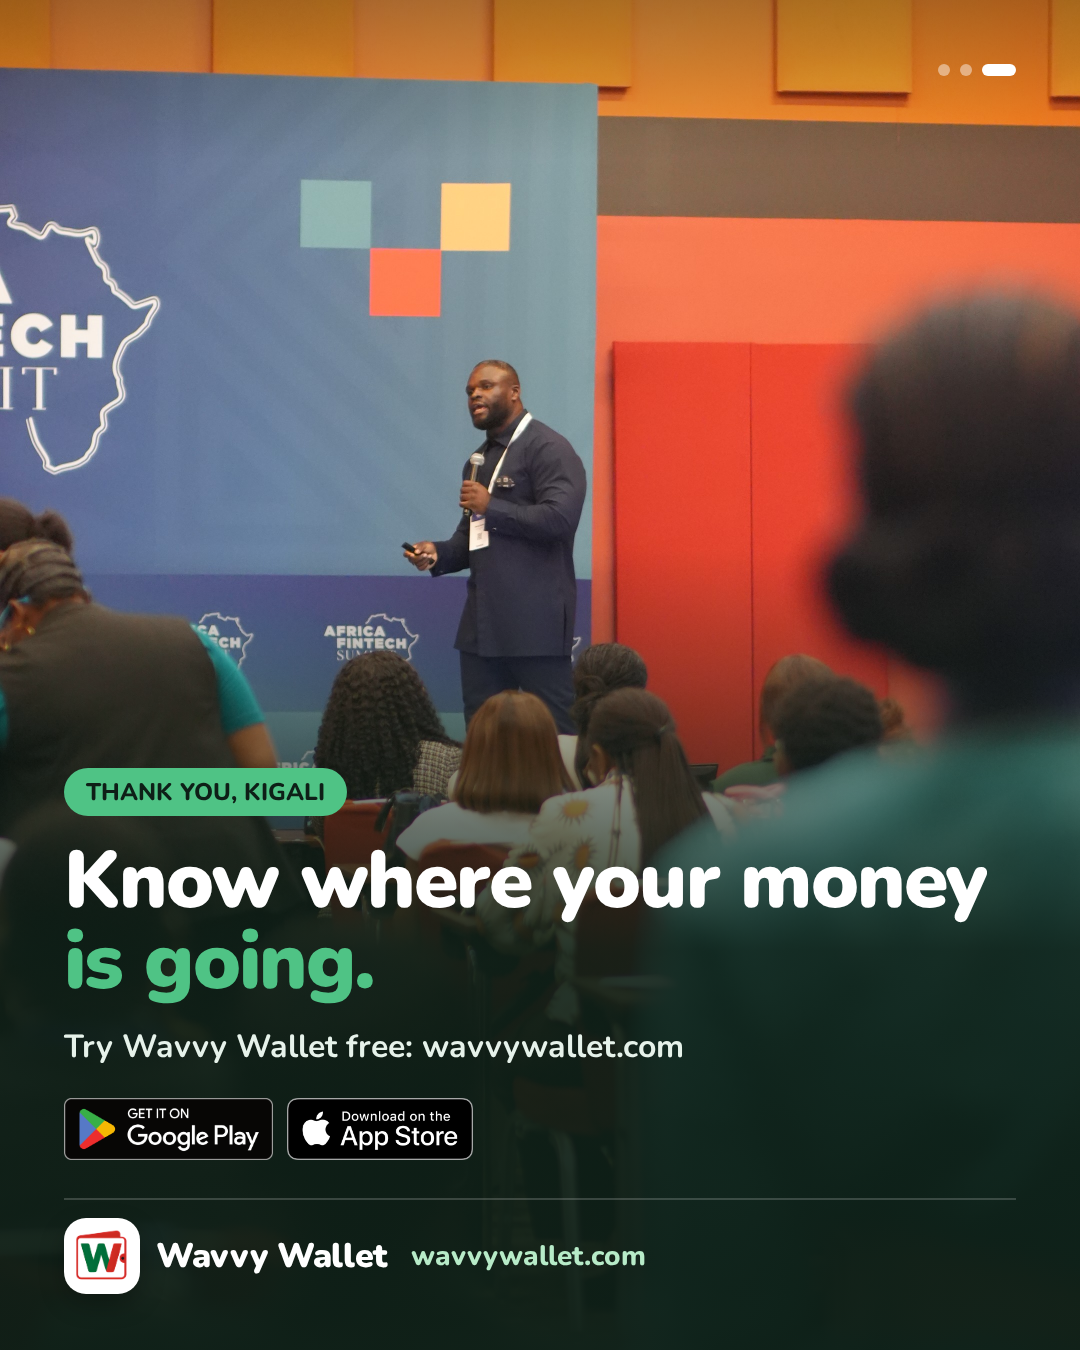 ECH
IT
AFRICA
FINTECH
THANK YOU, KIGALI
Know where your money
is going.
Try Wavvy Wallet free: wavvywallet.com
GET IT ON
Google Play
Download on the
App Store
W
Wavvy Wallet wavvywallet.com